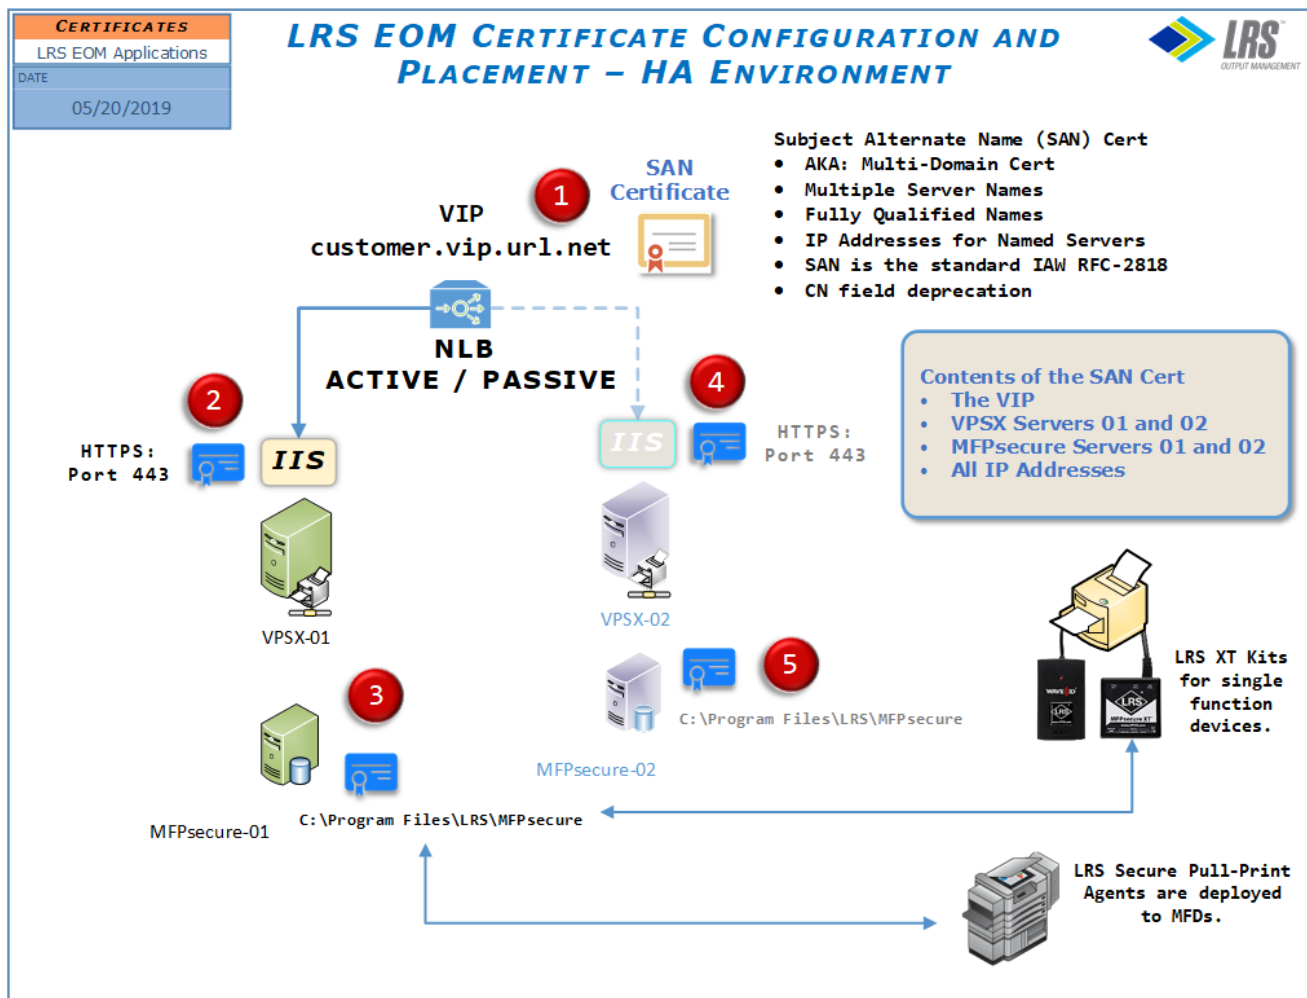 CERTIFICATES
LRS EOM Applications
DATE
05/20/2019
LRS EOM CERTIFICATE CONFIGURATION AND
PLACEMENT – HA ENVIRONMENT
LRS™
OUTPUT MANAGEMENT
Subject Alternate Name (SAN) Cert
• AKA: Multi-Domain Cert
• Multiple Server Names
• Fully Qualified Names
• IP Addresses for Named Servers
• SAN is the standard IAW RFC-2818
• CN field deprecation
1
SAN
Certificate
VIP
customer.vip.url.net
NLB
ACTIVE / PASSIVE
2
HTTPS:
Port 443
IIS
4
IIS
HTTPS:
Port 443
Contents of the SAN Cert
• The VIP
• VPSX Servers 01 and 02
• MFPsecure Servers 01 and 02
• All IP Addresses
VPSX-01
VPSX-02
3
5
C:\Program Files\LRS\MFPsecure
MFPsecure-02
MFPsecure-01
C:\Program Files\LRS\MFPsecure
WAVE ID
LRS
LRS
MFPsecure XT
LRS XT Kits
for single
function
devices.
LRS Secure Pull-Print
Agents are deployed
to MFDs.